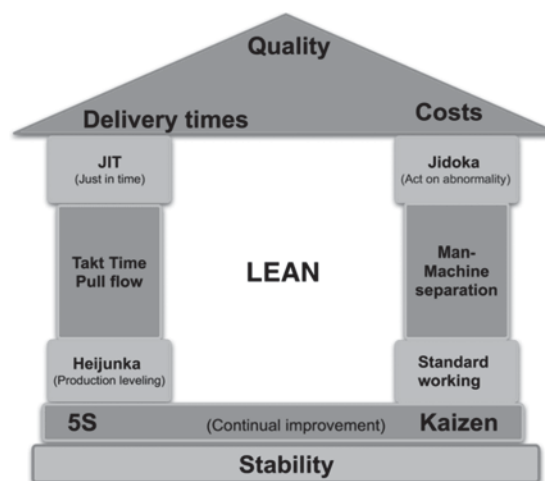 Quality
Delivery times
Costs
JIT
(Just in time)
Jidoka
(Act on abnormality)
Takt Time
Pull flow
LEAN
Man-
Machine
separation
Heijunka
(Production leveling)
Standard
working
5S (Continual improvement) Kaizen
Stability